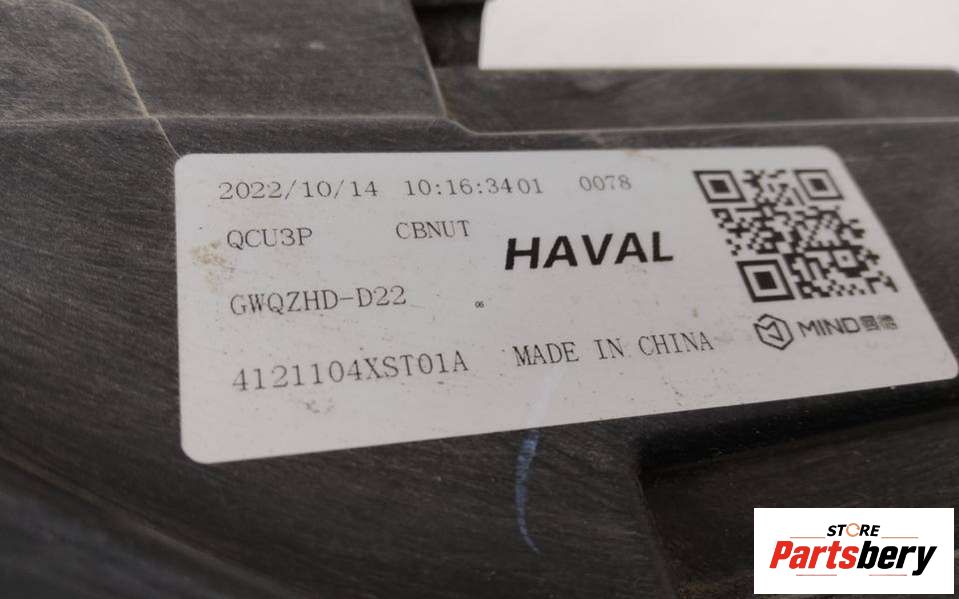 2022/10/14 10:16:3401 0078
QCU3P CBNUT
HAVAL
GWQZHD-D22 06
4121104XST01A MADE IN CHINA
MIND
STORE
Partsbery